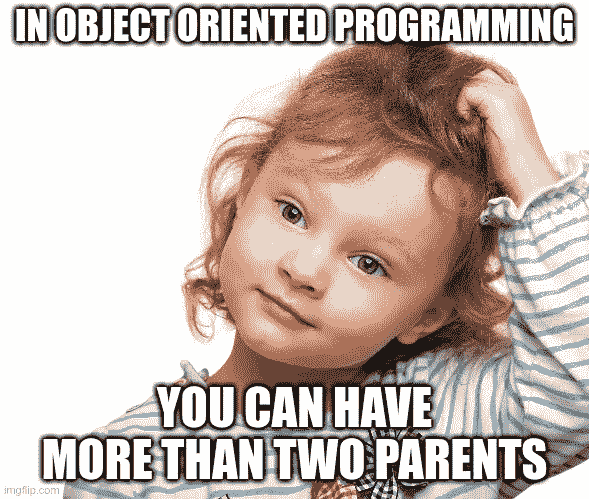 IN OBJECT ORIENTED PROGRAMMING
YOU CAN HAVE
MORE THAN TWO PARENTS
imgflip.com